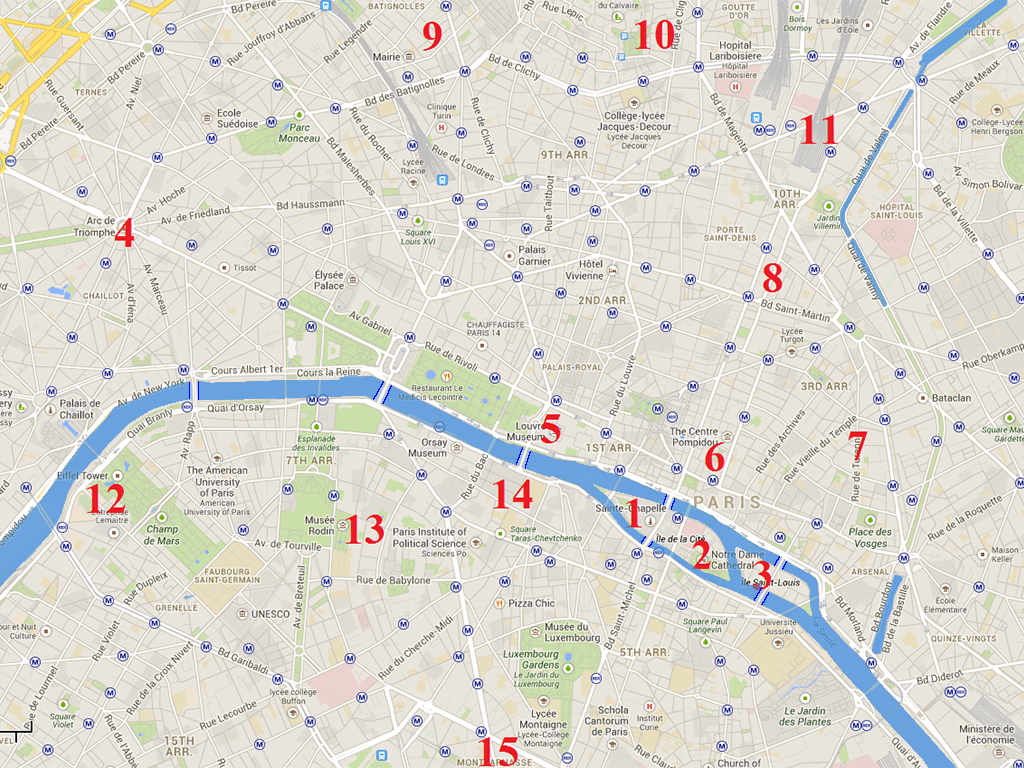 BATIGNOLLES
du Calvaire
GOUTTE
D'OR
Bois
Dormoy
Les Jardins
d'Eole
Av. de Flandre
LA
VILLETTE
Bd Pereire
Rue Jouffroy d'Abbans
Rue Legendre
Rue Lepic
9
10
Mairie
Bd Pereire
Bd de Clichy
Hopital
Lariboisière
Hôpital
Lariboisière
Rue de Meaux
TERNES
Av. Niel
Bd des Batignolles
Rue Guersant
Ecole
Suédoise
Parc
Monceau
Clinique
Turin
Rue de Clichy
Collège-lycée
Jacques-Decour
Lycée Jacques
Decour
Bd de Magenta
11
College-Lycée
Henri Bergson
Bd Pereire
Rue du Rocher
Rue de Londres
9TH ARR.
Quai de Valmy
Bd Malesherbes
Lycée
Racine
Av. Simon Bolivar
Av. Hoche
Bd Haussmann
Rue Taitbout
10TH
ARR.
Jardin
Villemin
HÔPITAL
SAINT-LOUIS
Bd de la Villette
Arc de
Triomphe
4
Av. de Friedland
Square
Louis XVI
Palais
Garnier
PORTE
SAINT-DENIS
Tissot
Hôtel
Vivienne
8
Quai de Valmy
Av. Marceau
Élysée
Palace
CHAILLOT
Av. d'Iéna
2ND ARR.
Bd Saint-Martin
Av Gabriel
CHAUFFAGISTE
PARIS 14
Lycée
Turgot
Rue de Rivoli
PALAIS-ROYAL
Rue du Louvre
Rue Oberkampf
Cours Albert 1er
Cours la Reine
3RD ARR.
Av. de New York
Restaurant Le
Médicis Lecointre
Bataclan
Palais de
Chaillot
Quai Branly
Quai d'Orsay
Av Rapp
Esplanade
des Invalides
Orsay
Museum
Louvre
Museum
5
1ST ARR.
The Centre
Pompidou
6
Rue des Archives
Rue Vieille du Temple
7
Rue de Turenne
Square Mau
Gardette
7TH ARR.
Eiffel Tower
12
The American
University
of Paris
American
University of Paris
Rue du Bac
14
PARIS
Rue de la Roquette
Entreprise
Lemaitre
Champ
de Mars
Musée
Rodin
13
Paris Institute of
Political Science
Sciences Po
Square
Taras-Chevtchenko
Sainte-Chapelle
1
Île de la Cité
2
Notre Dame
Cathedral
Place des
Vosges
Av. de Tourville
3
Île Saint-Louis
ARSENAL
Lycée
Maximilien
FAUBOURG
SAINT-GERMAIN
Rue Dupleix
Rue de Babylone
École
Élémentaire
GRENELLE
Av. de Breteuil
Pizza Chic
Bd Saint Michel
Bd Bourdon
Bd de la Bastille
Bd Morland
La Seine
UNESCO
Rue Violet
Musée du
Luxembourg
Square Paul
Langevin
Université
Jussieu
QUINZE-VINGTS
Rue de la Croix Nivert
Bd Garibaldi
Rue du Cherche-Midi
Luxembourg
Gardens
Le Jardin du
Luxembourg
5TH ARR.
Bd Diderot
Rue de Lourmel
lycée collège
Buffon
Lycée
Montaigne
Lycée-Collège
Montaigne
Schola
Cantorum
de Paris
Institut
Curie
Le Jardin
des Plantes
Square
Violet
Rue Lecourbe
Ministère de
l'économie
15TH
ARR.
15
MONTPARNASSE
Rue Claude
Church of
Quai d'A